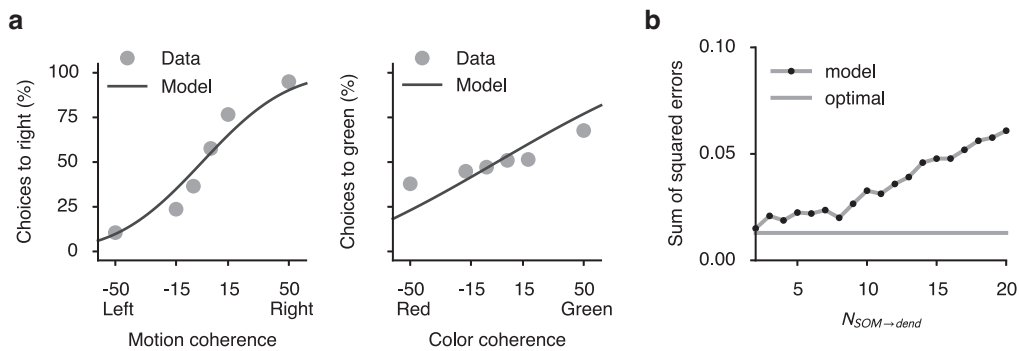 a
Data
Model
Choices to right (%)
100
75
50
25
0
-50
-15
15
50
Left
Right
Motion coherence
Data
Model
Choices to green (%)
-50
-15
15
50
Red
Green
Color coherence
b
model
optimal
Sum of squared errors
0.10
0.05
0.00
5
10
15
20
N_{SOM→dend}